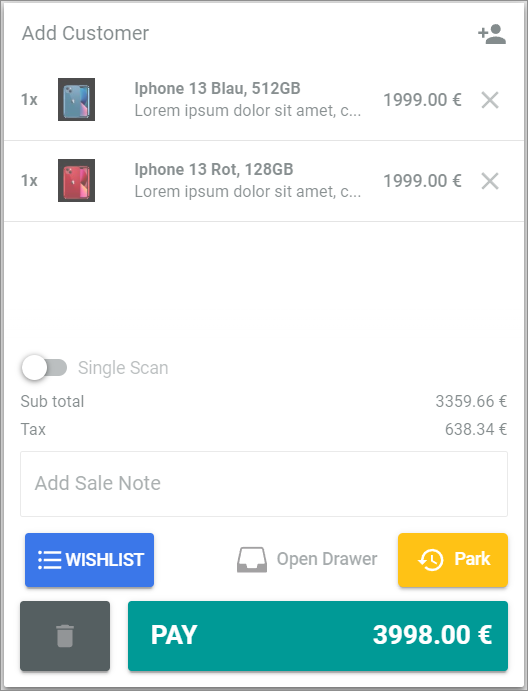 Add Customer
1x
Iphone 13 Blau, 512GB
Lorem ipsum dolor sit amet, c...
1999.00 €
1x
Iphone 13 Rot, 128GB
Lorem ipsum dolor sit amet, c...
1999.00 €
Single Scan
Sub total 3359.66 €
Tax 638.34 €
Add Sale Note
WISHLIST Open Drawer Park
PAY 3998.00 €